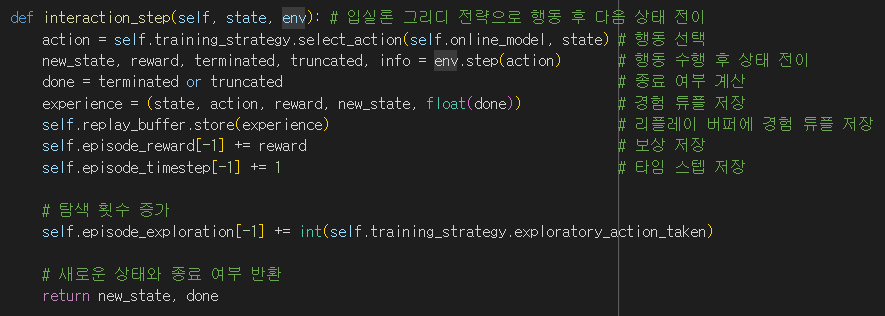 def interaction_step(self, state, env): # 입실론 그리디 전략으로 행동 후 다음 상태 전이
    action = self.training_strategy.select_action(self.online_model, state) # 행동 선택
    new_state, reward, terminated, truncated, info = env.step(action) # 행동 수행 후 상태 전이
    done = terminated or truncated # 종료 여부 계산
    experience = (state, action, reward, new_state, float(done)) # 경험 튜플 저장
    self.replay_buffer.store(experience) # 리플레이 버퍼에 경험 튜플 저장
    self.episode_reward[-1] += reward # 보상 저장
    self.episode_timestep[-1] += 1 # 타임 스텝 저장
    # 탐색 횟수 증가
    self.episode_exploration[-1] += int(self.training_strategy.exploratory_action_taken)
    # 새로운 상태와 종료 여부 반환
    return new_state, done